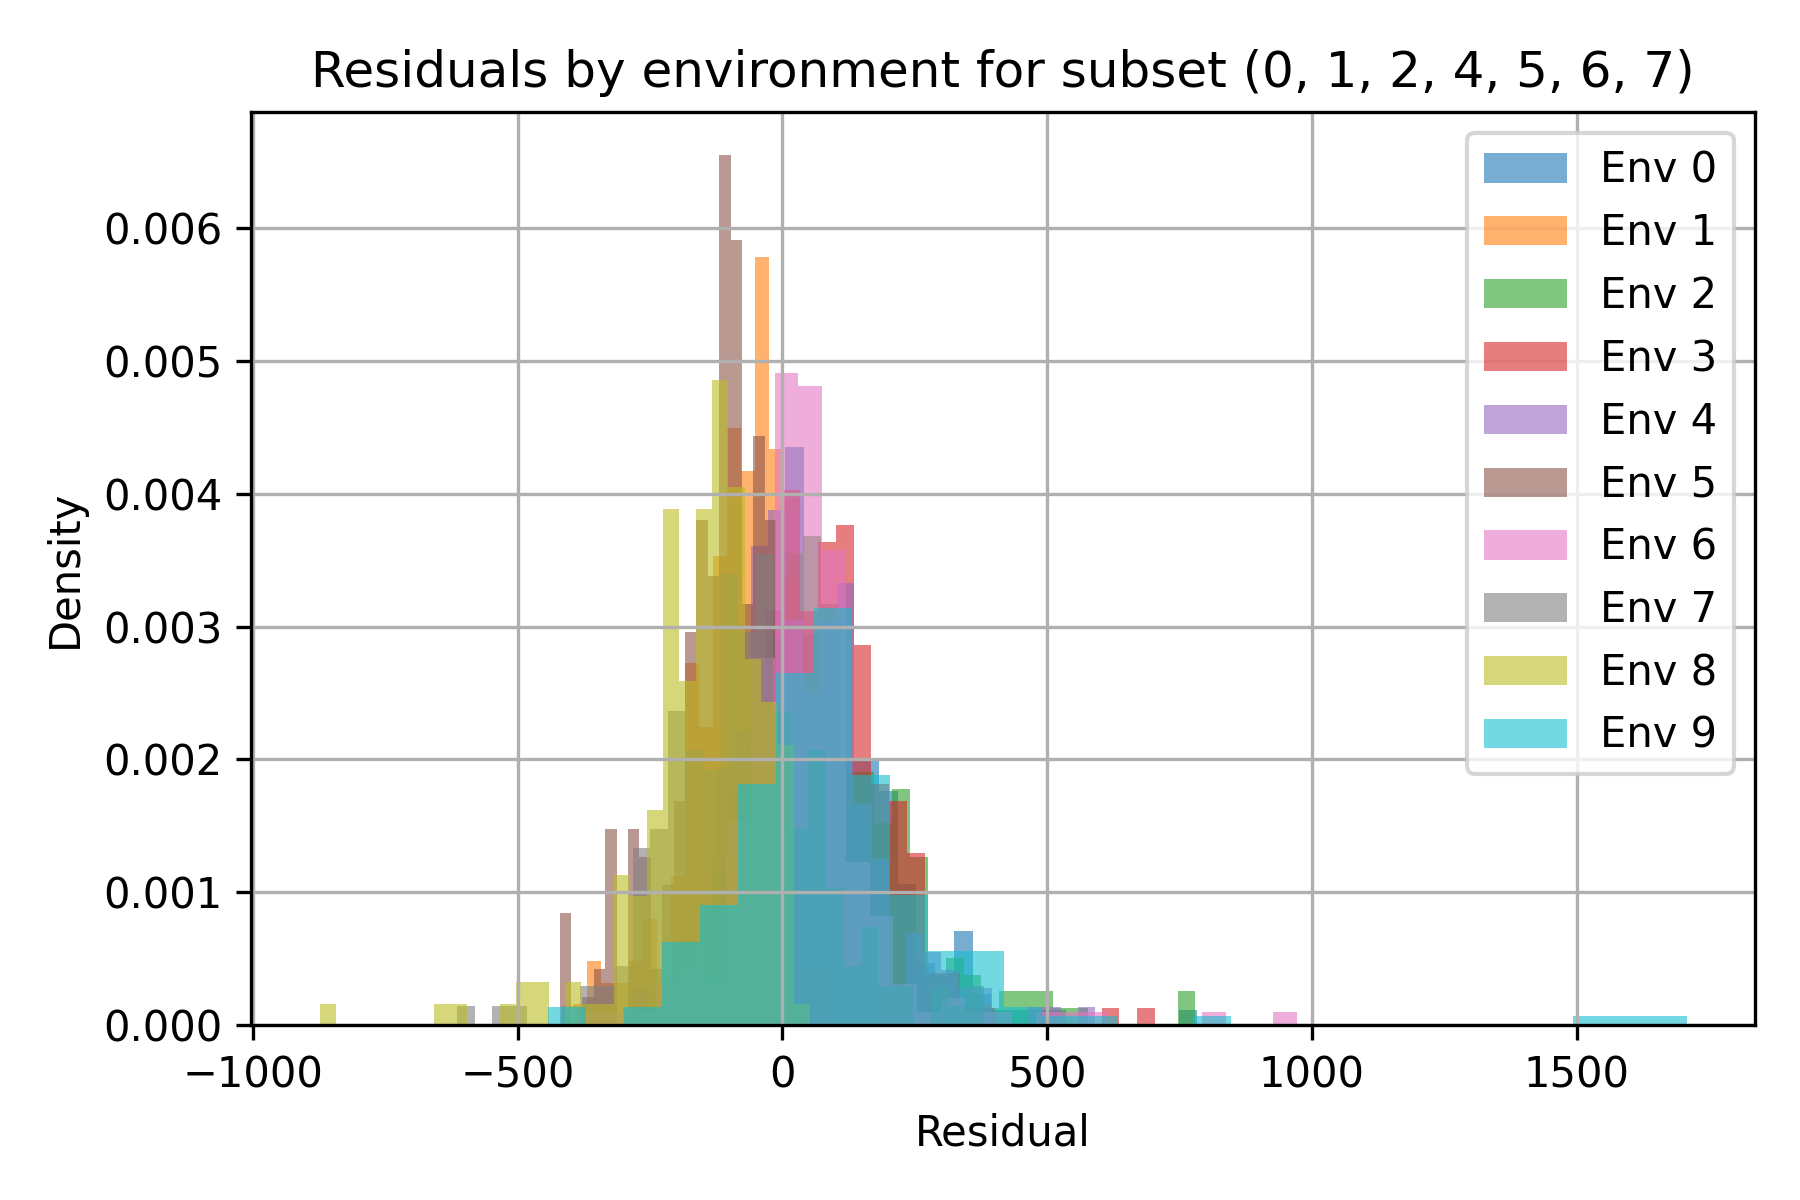 Residuals by environment for subset (0, 1, 2, 4, 5, 6, 7)
Env 0
Env 1
Env 2
Env 3
Env 4
Env 5
Env 6
Env 7
Env 8
Env 9
0.006
0.005
0.004
0.003
0.002
0.001
0.000
Density
−1000 −500 0 500 1000 1500
Residual